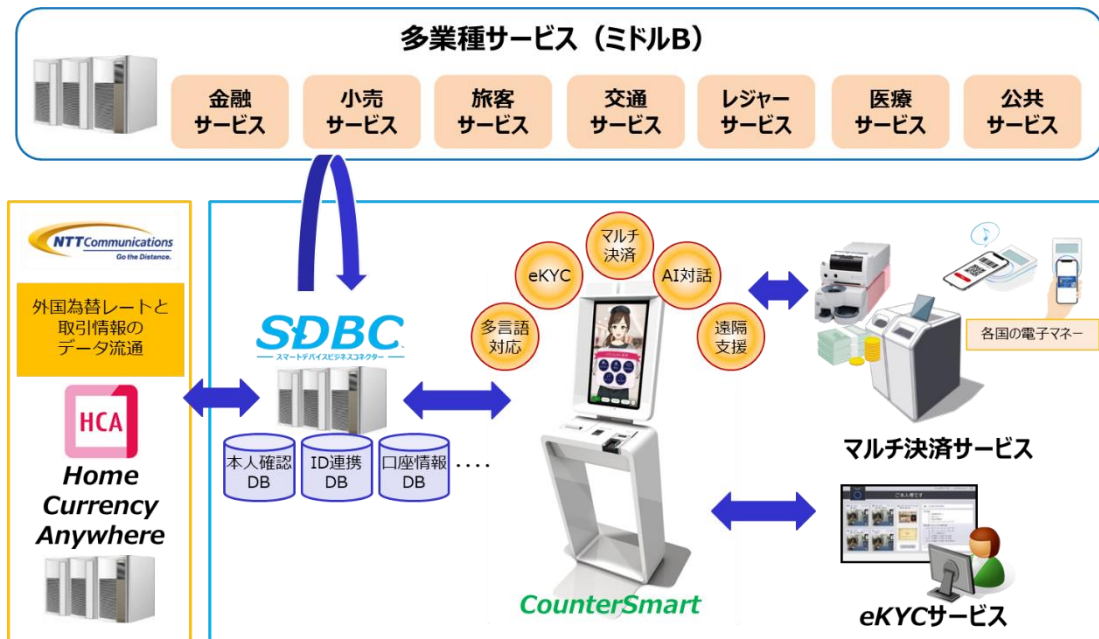 多業種サービス（ミドルB）
金融
サービス
小売
サービス
旅客
サービス
交通
サービス
レジャー
サービス
医療
サービス
公共
サービス
NTT Communications
Go the Distance.
外国為替レートと
取引情報の
データ流通
HCA
Home
Currency
Anywhere
SDBC
スマートデバイスビジネスコネクター
本人確認
DB
ID連携
DB
口座情報
DB
‥‥
多言語
対応
eKYC
マルチ
決済
AI対話
遠隔
支援
CounterSmart
各国の電子マネー
マルチ決済サービス
ご本人様です
eKYCサービス